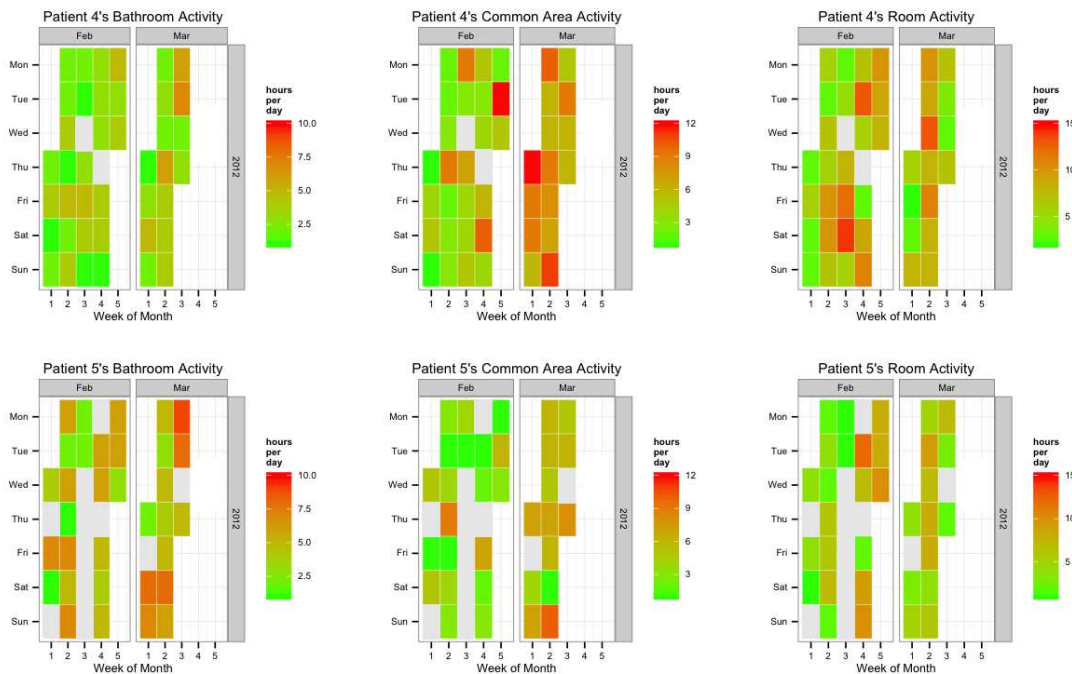 Patient 4's Bathroom Activity
Feb
Mar
Mon
Tue
Wed
Thu
Fri
Sat
Sun
2012
1 2 3 4 5
1 2 3 4 5
Week of Month
hours
per
day
10.0
7.5
5.0
2.5
Patient 4's Common Area Activity
Feb
Mar
Mon
Tue
Wed
Thu
Fri
Sat
Sun
2012
1 2 3 4 5
1 2 3 4 5
Week of Month
hours
per
day
12
9
6
3
Patient 4's Room Activity
Feb
Mar
Mon
Tue
Wed
Thu
Fri
Sat
Sun
2012
1 2 3 4 5
1 2 3 4 5
Week of Month
hours
per
day
15
10
5
Patient 5's Bathroom Activity
Feb
Mar
Mon
Tue
Wed
Thu
Fri
Sat
Sun
2012
1 2 3 4 5
1 2 3 4 5
Week of Month
hours
per
day
10.0
7.5
5.0
2.5
Patient 5's Common Area Activity
Feb
Mar
Mon
Tue
Wed
Thu
Fri
Sat
Sun
2012
1 2 3 4 5
1 2 3 4 5
Week of Month
hours
per
day
12
9
6
3
Patient 5's Room Activity
Feb
Mar
Mon
Tue
Wed
Thu
Fri
Sat
Sun
2012
1 2 3 4 5
1 2 3 4 5
Week of Month
hours
per
day
15
10
5